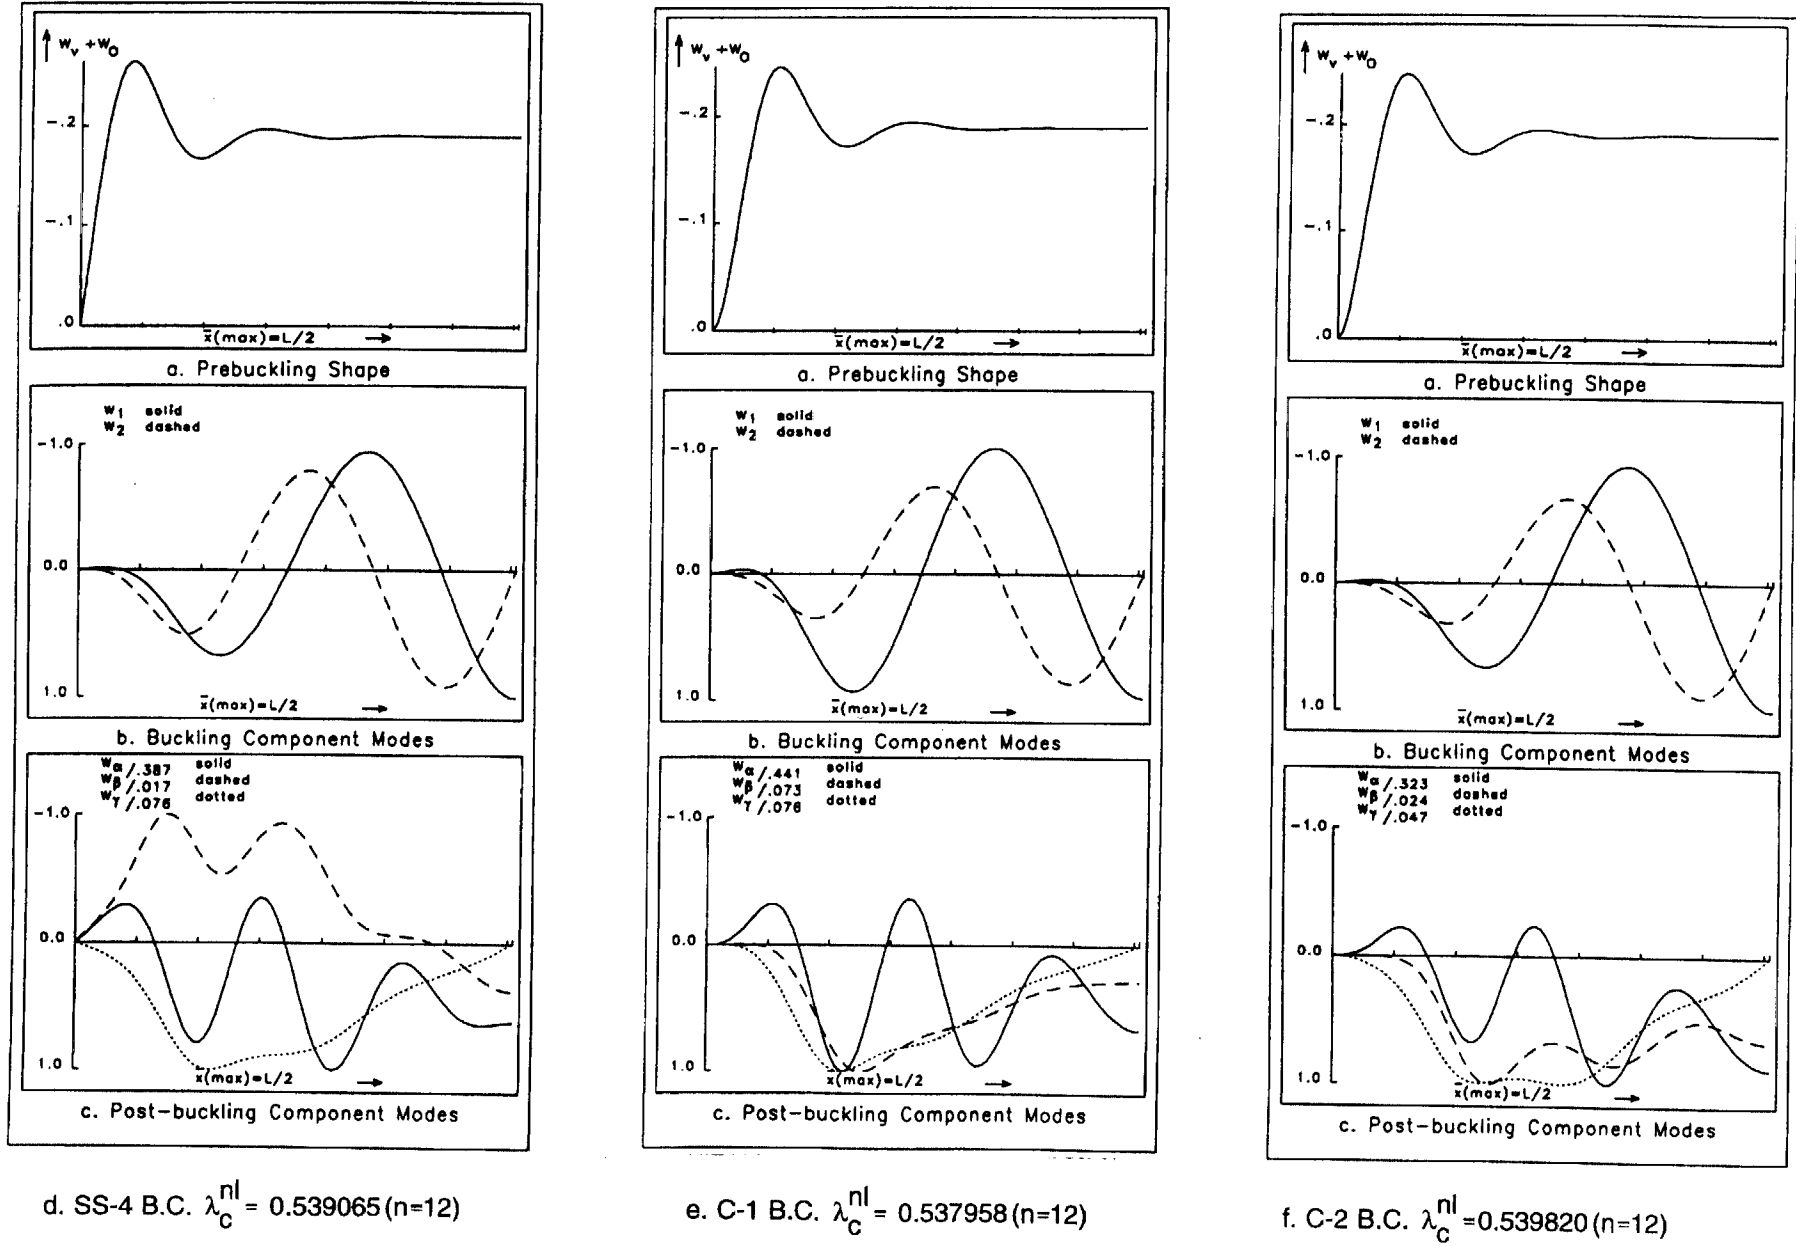 w_v + w_0
-.2
-.1
.0
x̄(max)=L/2 →
a. Prebuckling Shape
w_1 solid
w_2 dashed
-1.0
0.0
1.0
x̄(max)=L/2 →
b. Buckling Component Modes
w_α/.387 solid
w_β/.017 dashed
w_γ/.076 dotted
-1.0
0.0
1.0
x̄(max)=L/2 →
c. Post-buckling Component Modes
d. SS-4 B.C. λ_c^nl = 0.539065 (n=12)
w_v + w_0
-.2
-.1
.0
x̄(max)=L/2 →
a. Prebuckling Shape
w_1 solid
w_2 dashed
-1.0
0.0
1.0
x̄(max)=L/2 →
b. Buckling Component Modes
w_α/.441 solid
w_β/.073 dashed
w_γ/.076 dotted
-1.0
0.0
1.0
x̄(max)=L/2 →
c. Post-buckling Component Modes
e. C-1 B.C. λ_c^nl = 0.537958 (n=12)
w_v + w_0
-.2
-.1
.0
x̄(max)=L/2 →
a. Prebuckling Shape
w_1 solid
w_2 dashed
-1.0
0.0
1.0
x̄(max)=L/2 →
b. Buckling Component Modes
w_α/.323 solid
w_β/.024 dashed
w_γ/.047 dotted
-1.0
0.0
1.0
x̄(max)=L/2 →
c. Post-buckling Component Modes
f. C-2 B.C. λ_c^nl =0.539820 (n=12)